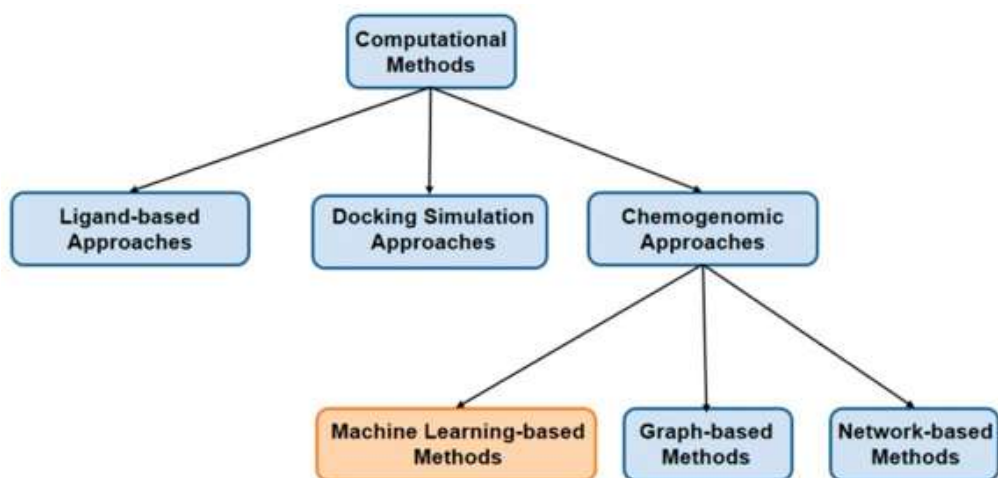 Computational
Methods
Ligand-based
Approaches
Docking Simulation
Approaches
Chemogenomic
Approaches
Machine Learning-based
Methods
Graph-based
Methods
Network-based
Methods